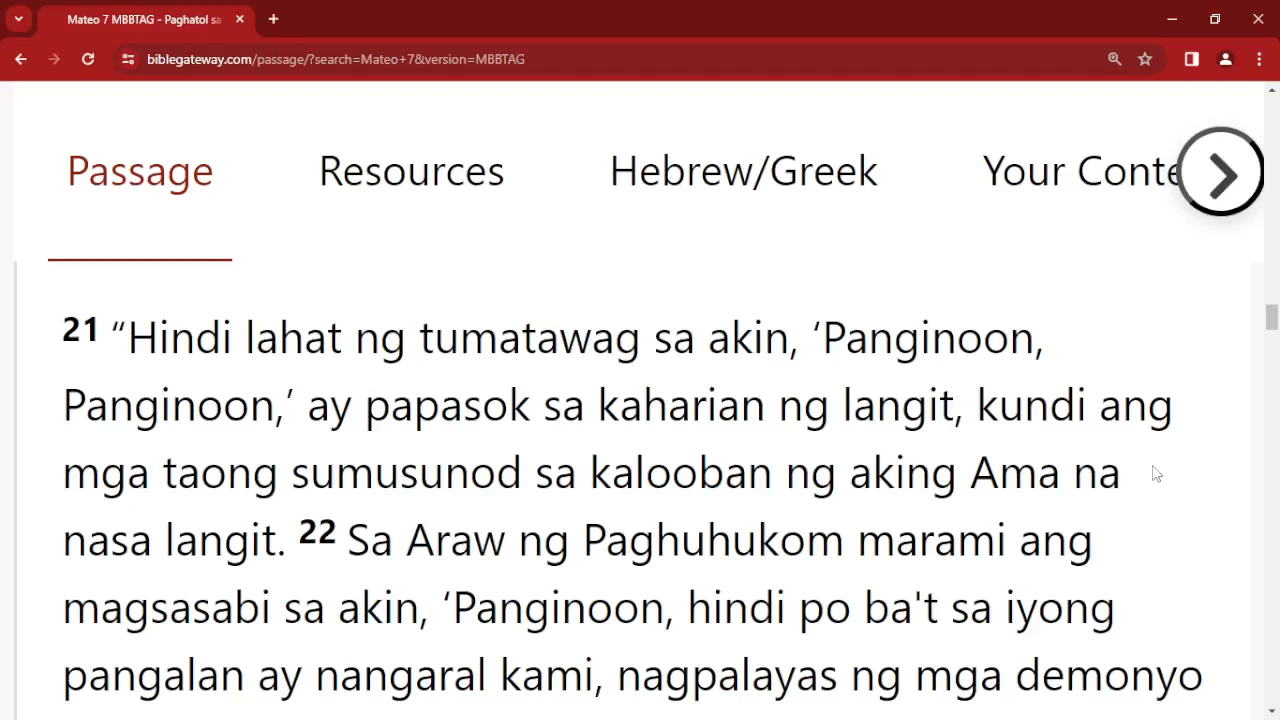 Mateo 7 MBBTAG - Paghatol sa
biblegateway.com/passage/?search=Mateo+7&version=MBBTAG
Passage Resources Hebrew/Greek Your Conte
21 “Hindi lahat ng tumatawag sa akin, ‘Panginoon,
Panginoon,’ ay papasok sa kaharian ng langit, kundi ang
mga taong sumusunod sa kalooban ng aking Ama na
nasa langit. 22 Sa Araw ng Paghuhukom marami ang
magsasabi sa akin, ‘Panginoon, hindi po ba't sa iyong
pangalan ay nangaral kami, nagpalayas ng mga demonyo